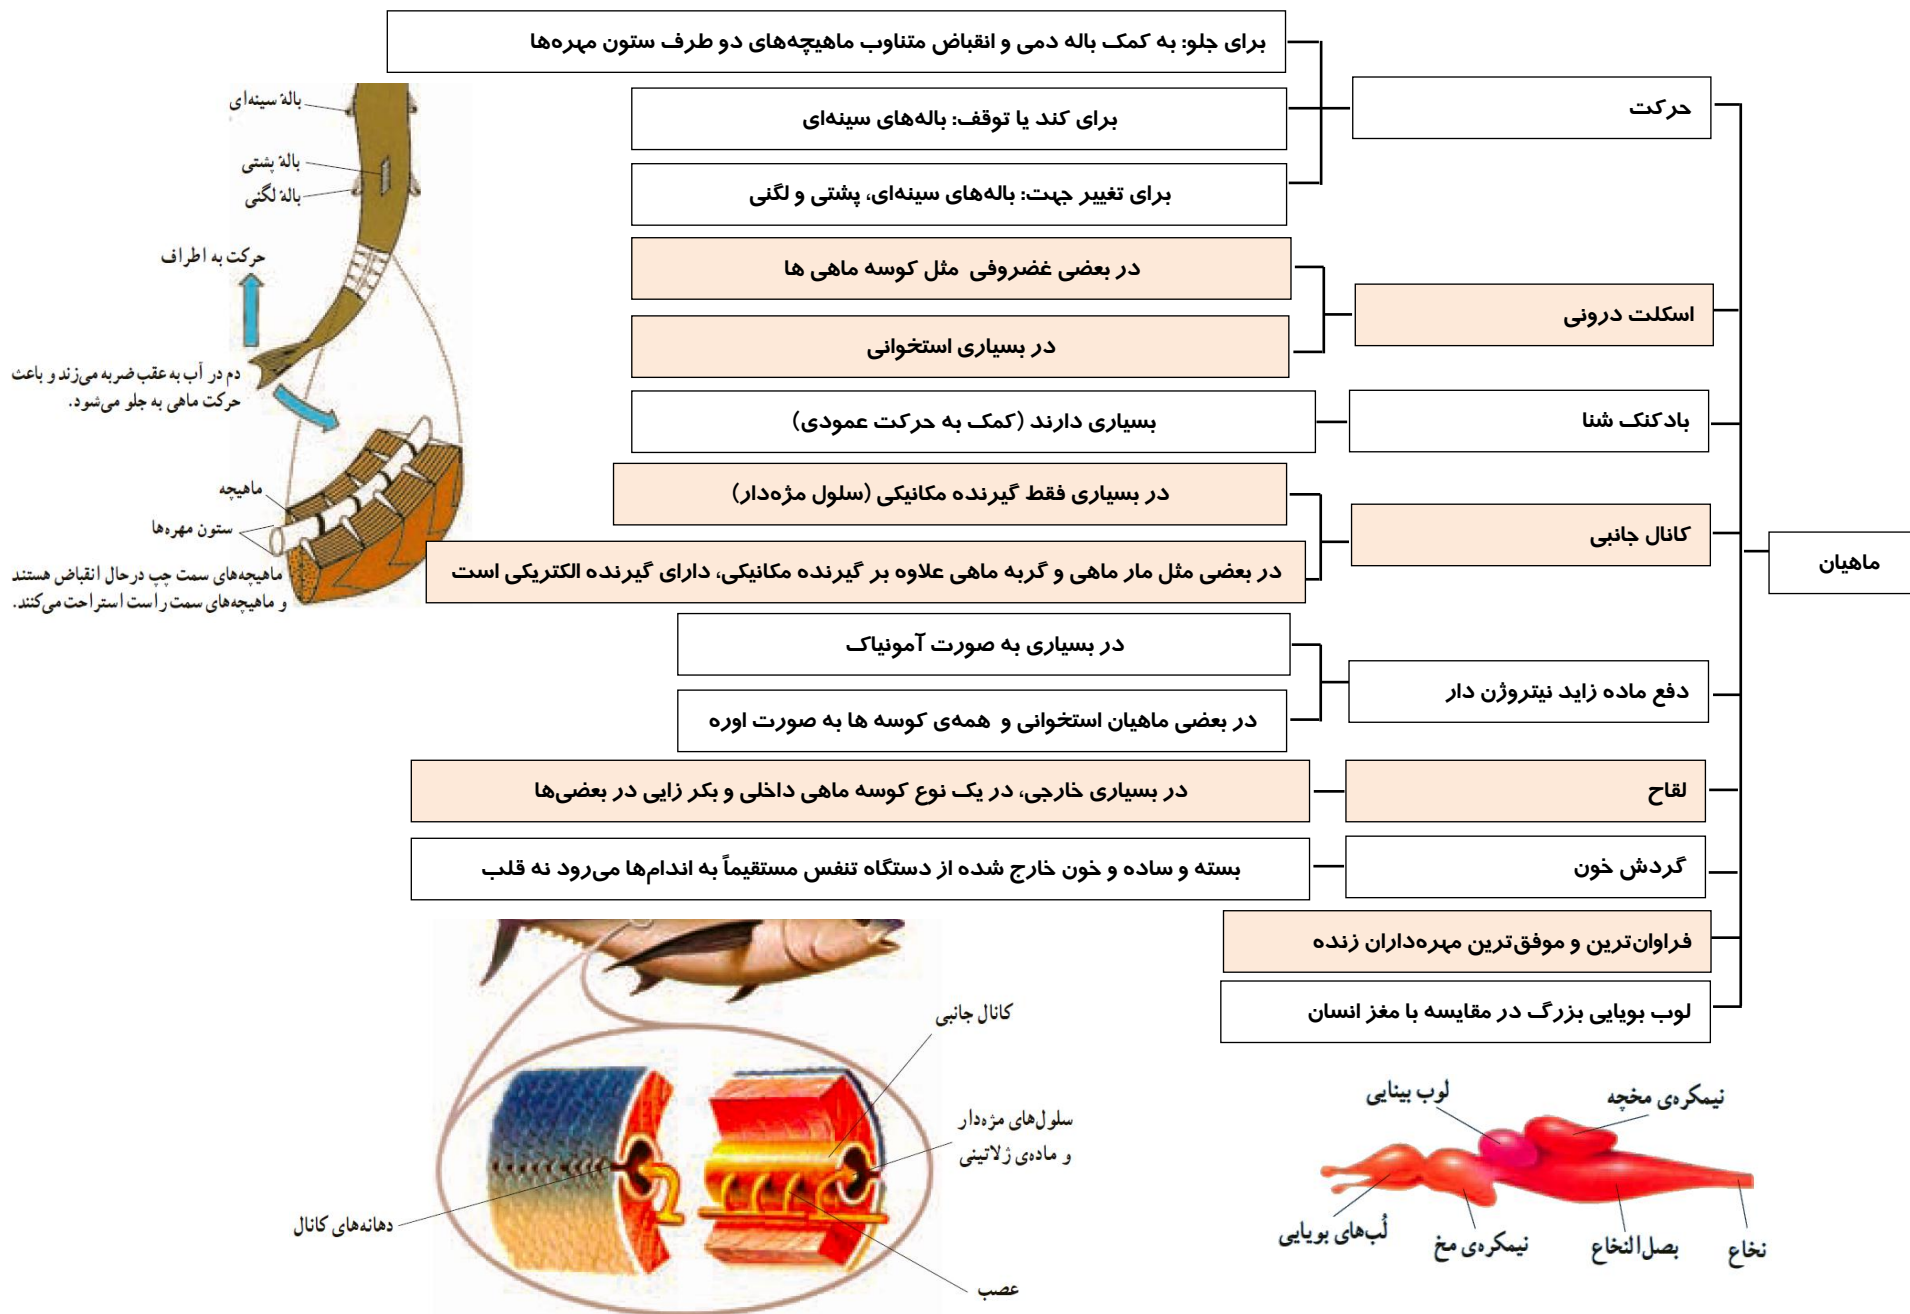 ماهیان
حرکت
برای جلو: به کمک باله دمی و انقباض متناوب ماهیچه‌های دو طرف ستون مهره‌ها
برای کند یا توقف: باله‌های سینه‌ای
برای تغییر جهت: باله‌های سینه‌ای، پشتی و لگنی
اسکلت درونی
در بعضی غضروفی مثل کوسه ماهی ها
در بسیاری استخوانی
بادکنک شنا
بسیاری دارند (کمک به حرکت عمودی)
کانال جانبی
در بسیاری فقط گیرنده مکانیکی (سلول مژه‌دار)
در بعضی مثل مار ماهی و گربه ماهی علاوه بر گیرنده مکانیکی، دارای گیرنده الکتریکی است
دفع ماده زاید نیتروژن دار
در بسیاری به صورت آمونیاک
در بعضی ماهیان استخوانی و همه‌ی کوسه ها به صورت اوره
لقاح
در بسیاری خارجی، در یک نوع کوسه ماهی داخلی و بکر زایی در بعضی‌ها
گردش خون
بسته و ساده و خون خارج شده از دستگاه تنفس مستقیماً به اندام‌ها می‌رود نه قلب
فراوان‌ترین و موفق‌ترین مهره‌داران زنده
لوب بویایی بزرگ در مقایسه با مغز انسان
بالهٔ سینه‌ای
بالهٔ پشتی
بالهٔ لگنی
حرکت به اطراف
دم در آب به عقب ضربه می‌زند و باعث
حرکت ماهی به جلو می‌شود.
ماهیچه
ستون مهره‌ها
ماهیچه‌های سمت چپ درحال انقباض هستند
و ماهیچه‌های سمت راست استراحت می‌کنند.
کانال جانبی
سلول‌های مژه‌دار
و ماده‌ی ژلاتینی
دهانه‌های کانال
عصب
نیمکره‌ی مخچه
لوب بینایی
لُب‌های بویایی
نیمکره‌ی مخ
بصل‌النخاع
نخاع